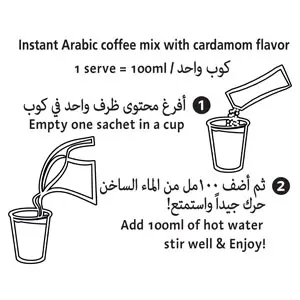 Instant Arabic coffee mix with cardamom flavor
1 serve = 100ml / كوب واحد
1 أفرغ محتوى ظرف واحد في كوب
Empty one sachet in a cup
2 ثم أضف ١٠٠مل من الماء الساخن
حرك جيداً واستمتع!
Add 100ml of hot water
stir well & Enjoy!